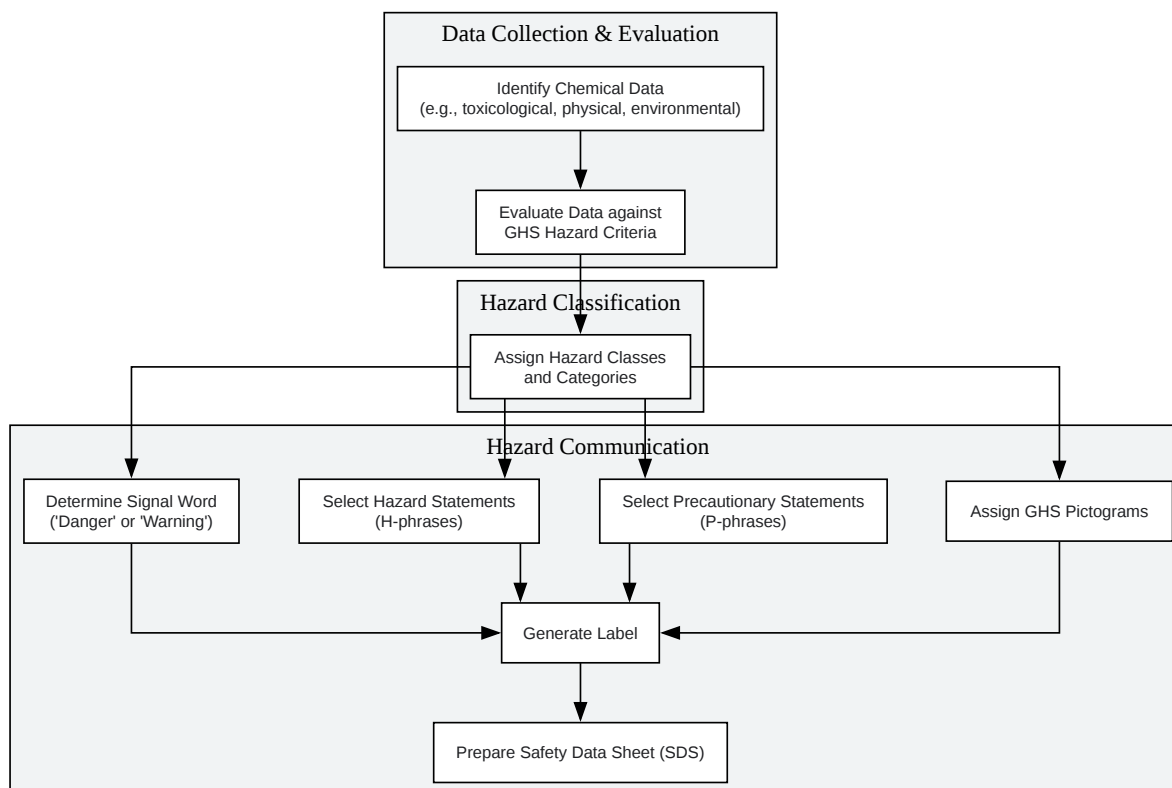 Data Collection & Evaluation
Identify Chemical Data
(e.g., toxicological, physical, environmental)
Evaluate Data against
GHS Hazard Criteria
Hazard Classification
Assign Hazard Classes
and Categories
Hazard Communication
Determine Signal Word
('Danger' or 'Warning')
Select Hazard Statements
(H-phrases)
Select Precautionary Statements
(P-phrases)
Assign GHS Pictograms
Generate Label
Prepare Safety Data Sheet (SDS)